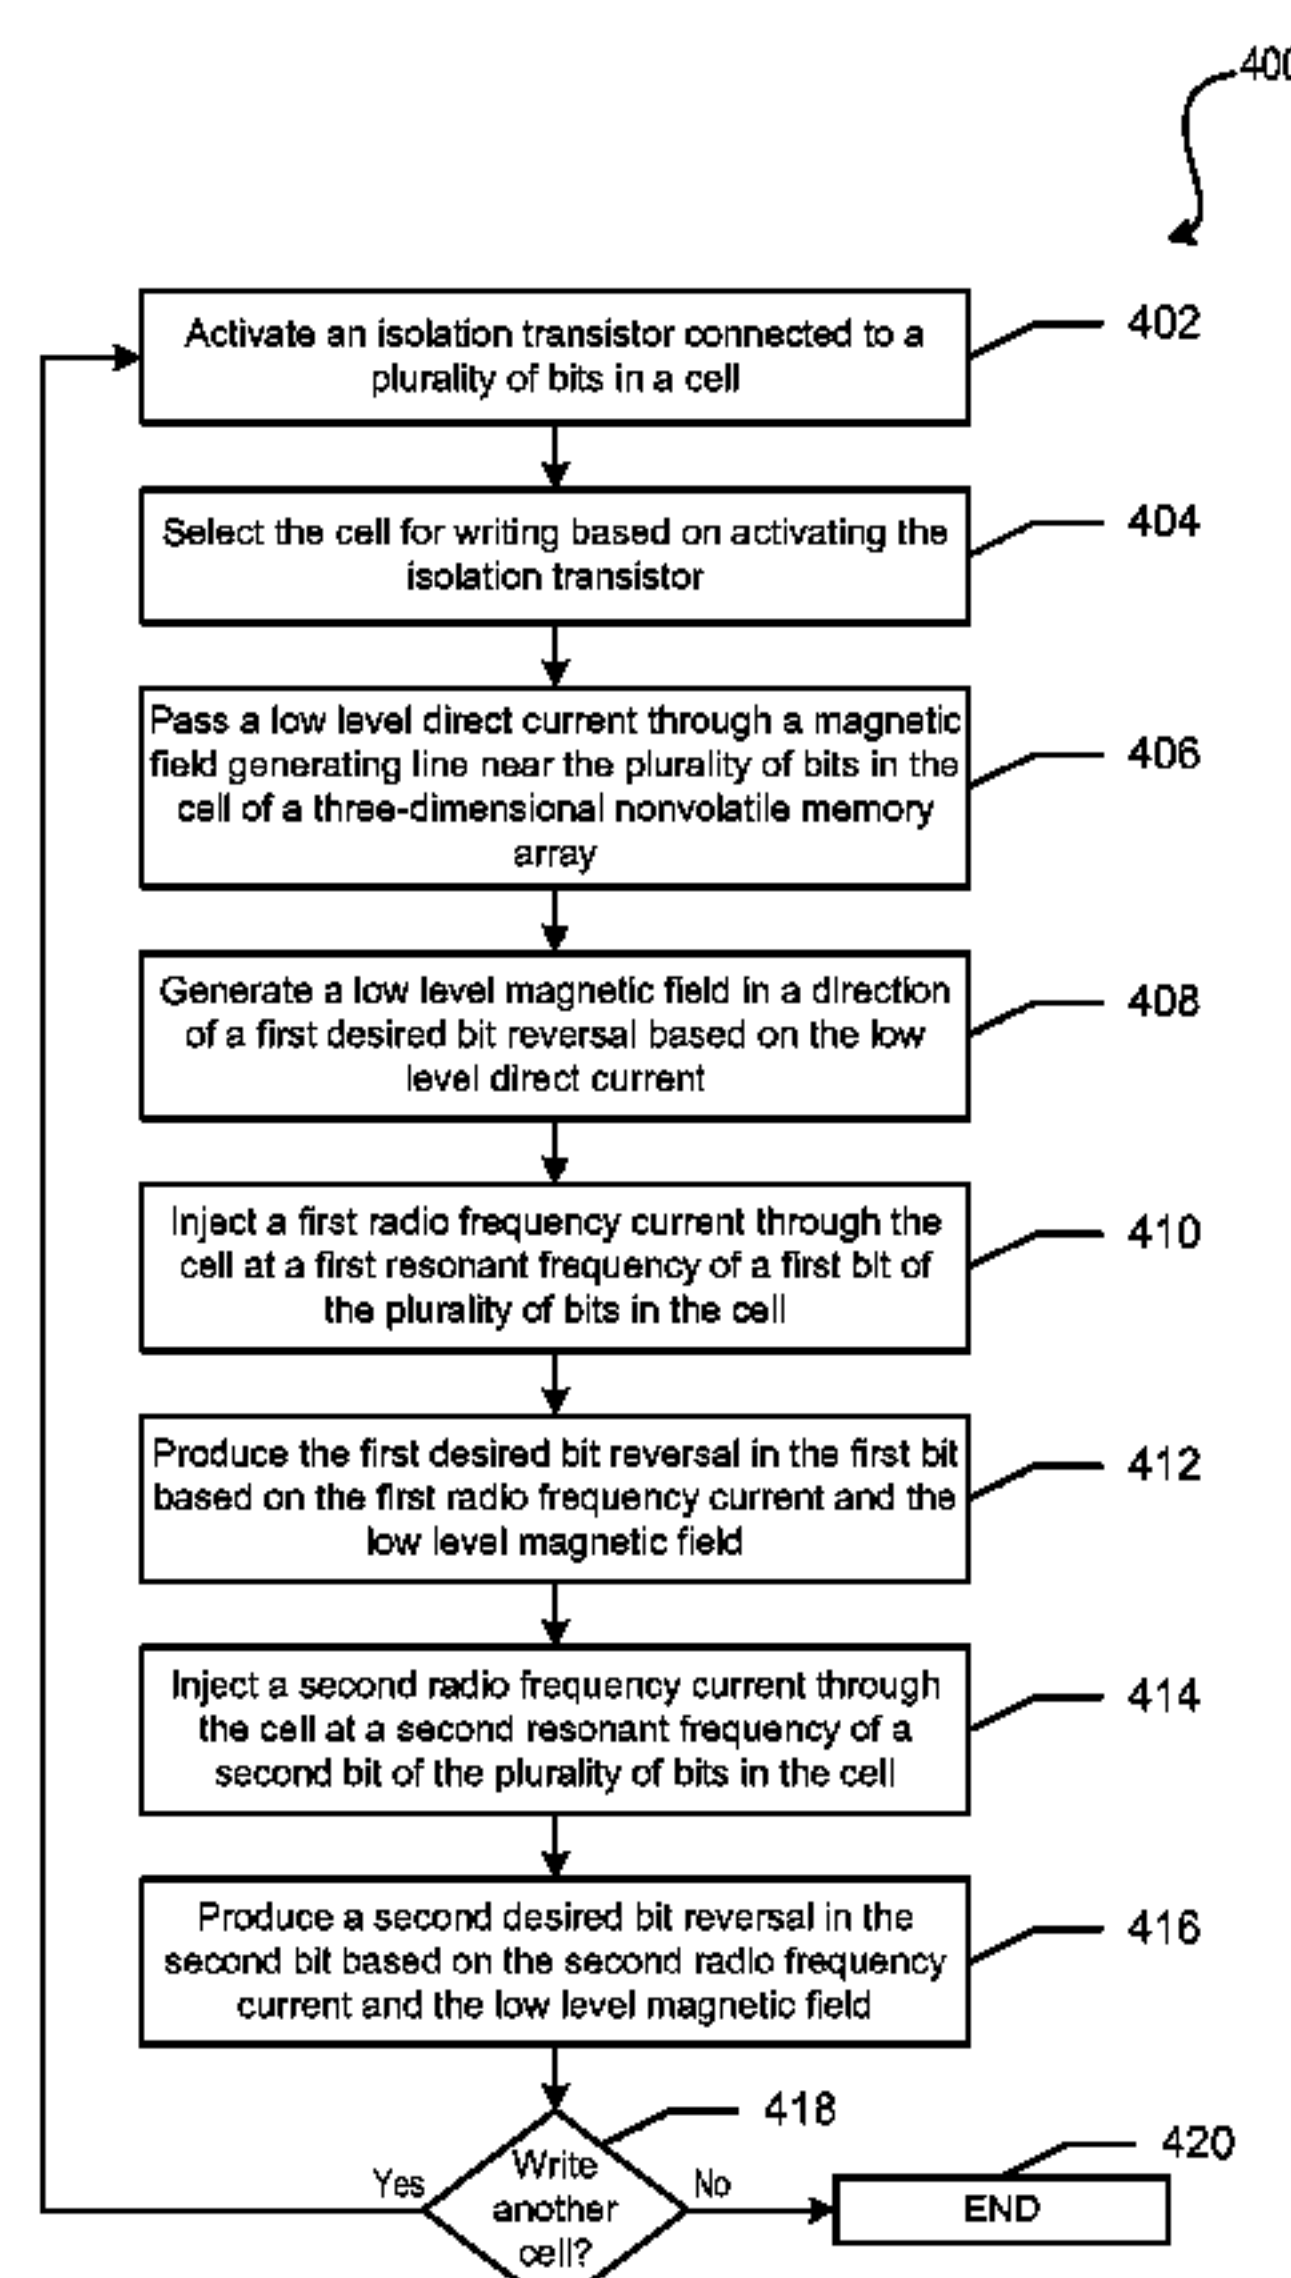 400
Activate an isolation transistor connected to a
plurality of bits in a cell
402
Select the cell for writing based on activating the
isolation transistor
404
Pass a low level direct current through a magnetic
field generating line near the plurality of bits in the
cell of a three-dimensional nonvolatile memory
array
406
Generate a low level magnetic field in a direction
of a first desired bit reversal based on the low
level direct current
408
Inject a first radio frequency current through the
cell at a first resonant frequency of a first bit of
the plurality of bits in the cell
410
Produce the first desired bit reversal in the first bit
based on the first radio frequency current and the
low level magnetic field
412
Inject a second radio frequency current through
the cell at a second resonant frequency of a
second bit of the plurality of bits in the cell
414
Produce a second desired bit reversal in the
second bit based on the second radio frequency
current and the low level magnetic field
416
418
Write
another
cell?
Yes
No
420
END